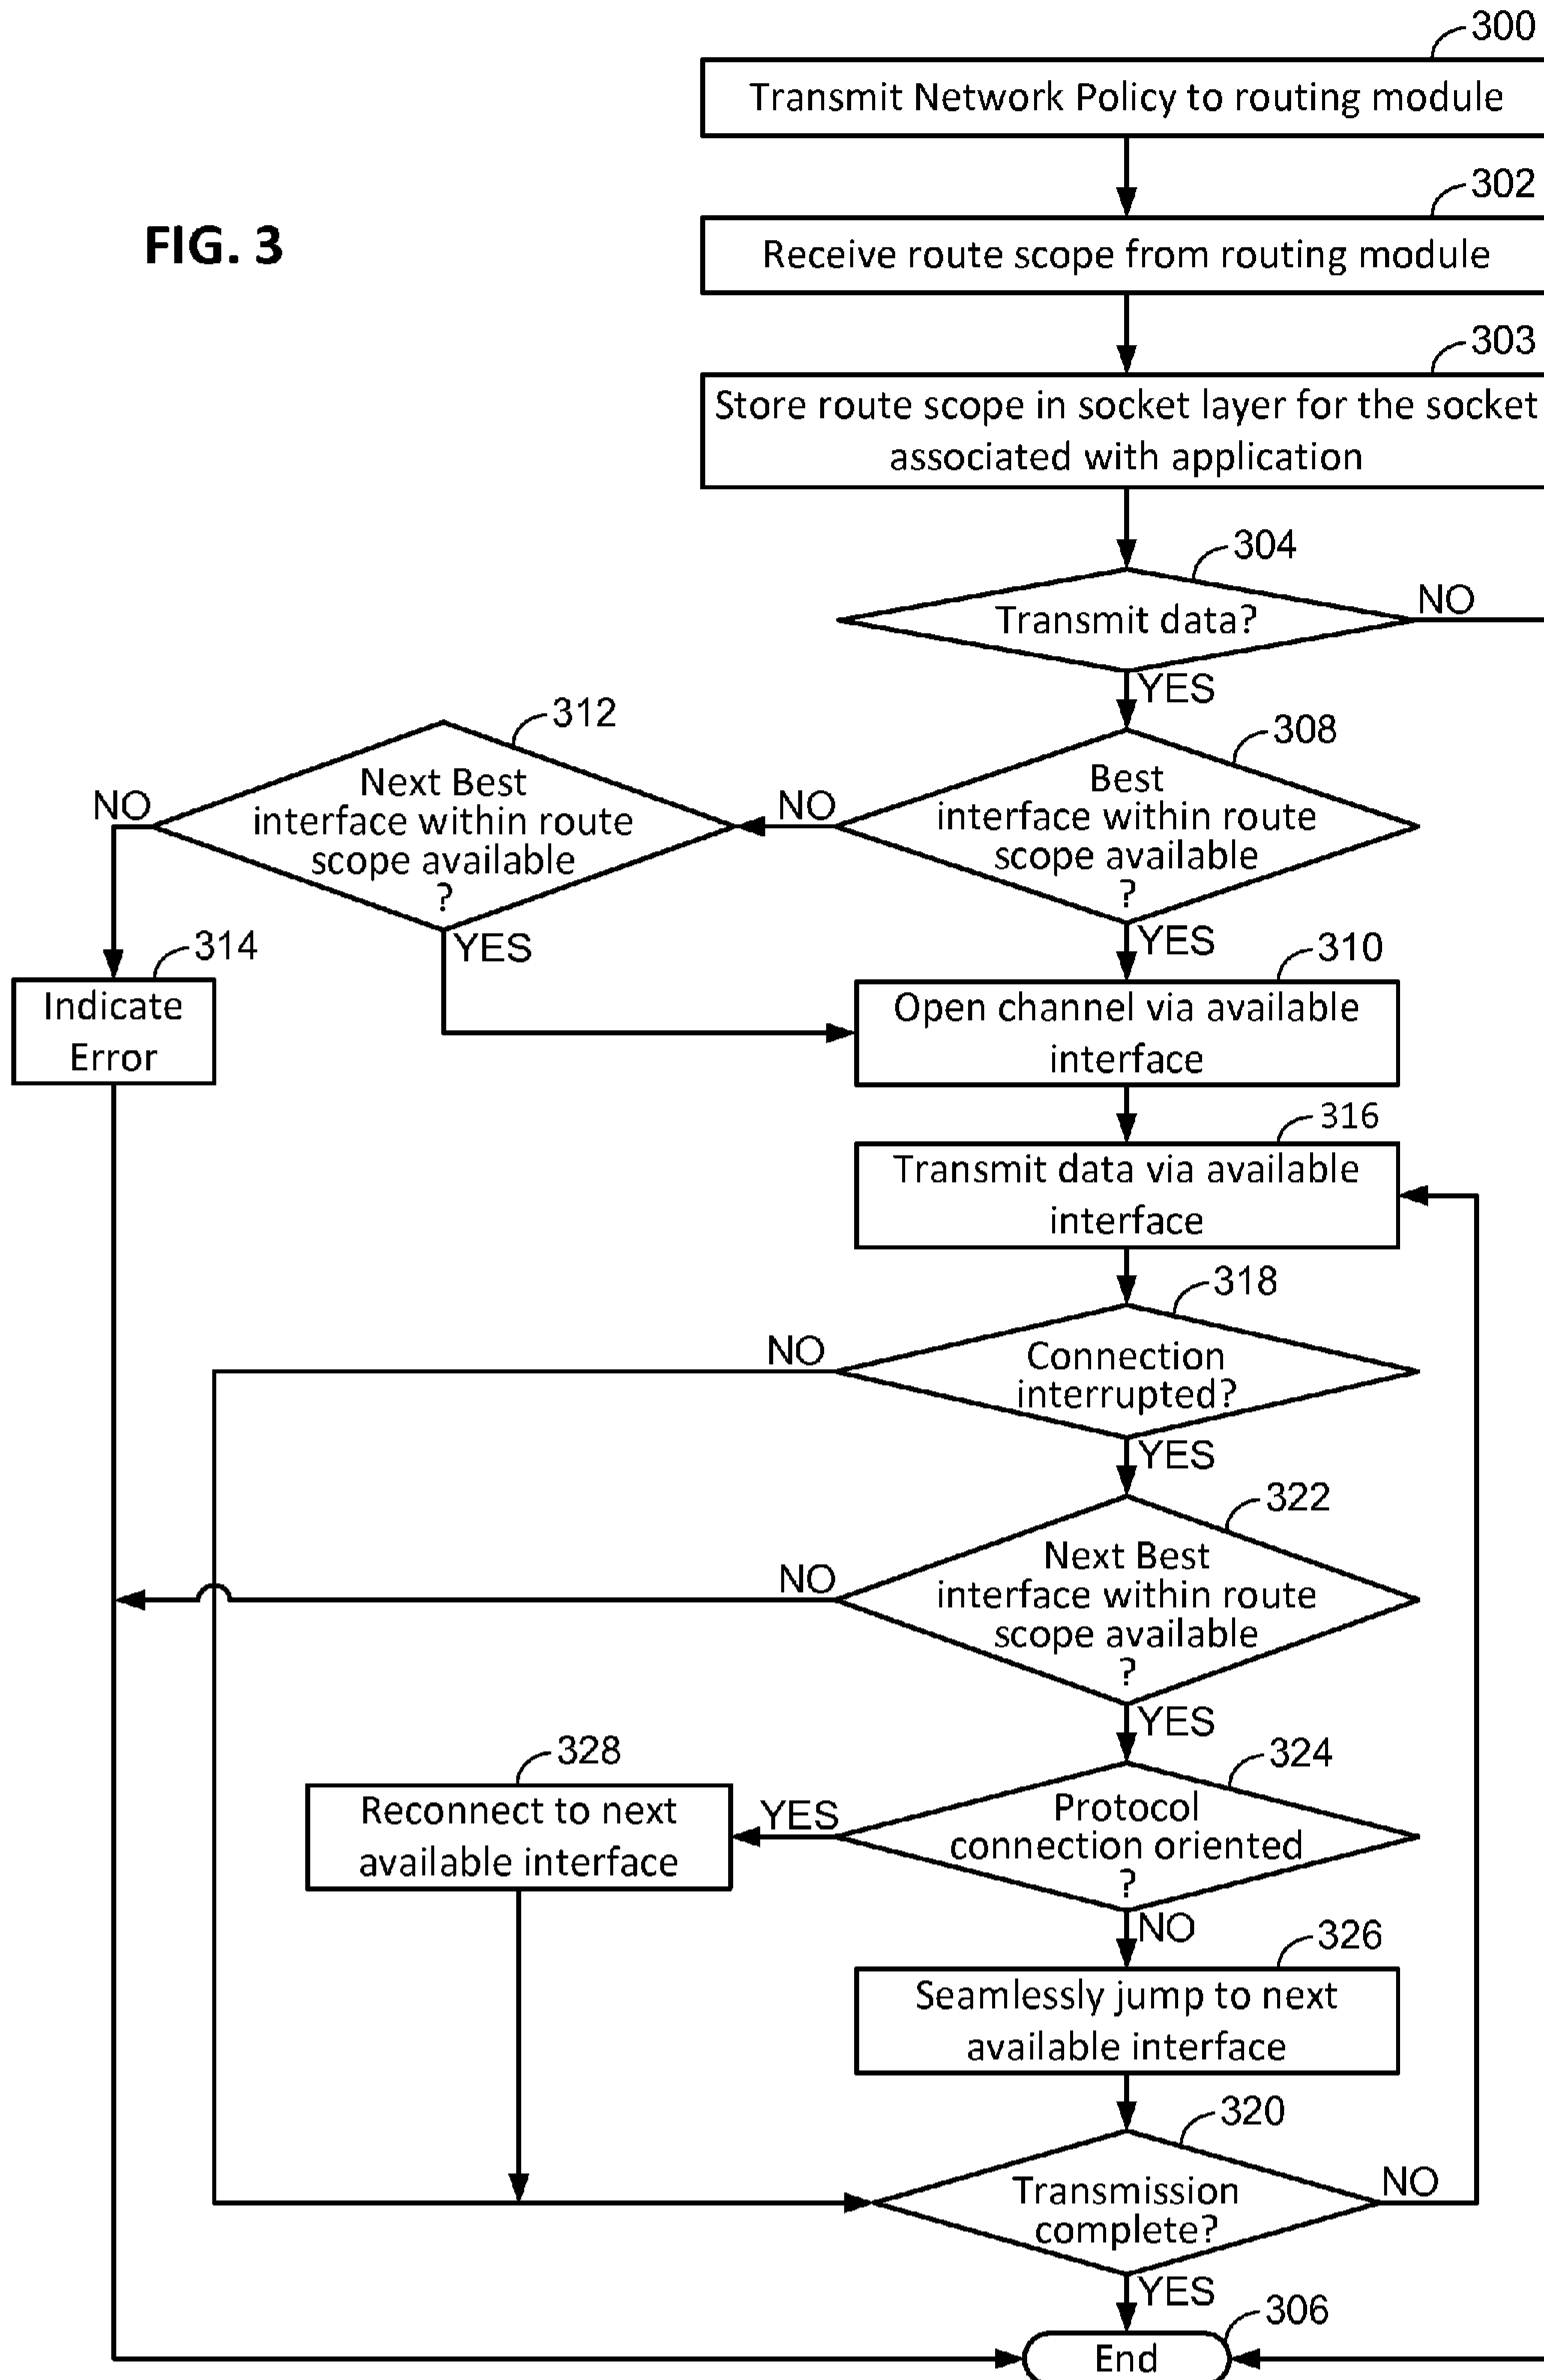 300
Transmit Network Policy to routing module
302
FIG. 3
Receive route scope from routing module
303
Store route scope in socket layer for the socket
associated with application
304
Transmit data?
NO
YES
312
308
Next Best
interface within route
scope available
?
NO
YES
Best
interface within route
scope available
?
NO
YES
314
Indicate
Error
310
Open channel via available
interface
316
Transmit data via available
interface
318
Connection
interrupted?
NO
YES
322
Next Best
interface within route
scope available
?
NO
YES
324
Protocol
connection oriented
?
YES
NO
328
Reconnect to next
available interface
326
Seamlessly jump to next
available interface
320
Transmission
complete?
NO
YES
306
End